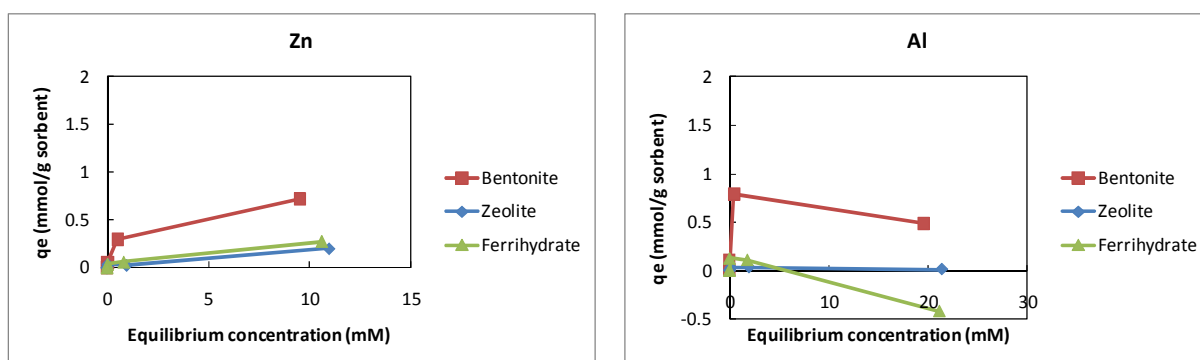 Zn
qe (mmol/g sorbent)
2
1.5
1
0.5
0
0
5
10
15
Equilibrium concentration (mM)
Bentonite
Zeolite
Ferrihydrate
Al
qe (mmol/g sorbent)
2
1.5
1
0.5
0
-0.5
0
10
20
30
Equilibrium concentration (mM)
Bentonite
Zeolite
Ferrihydrate